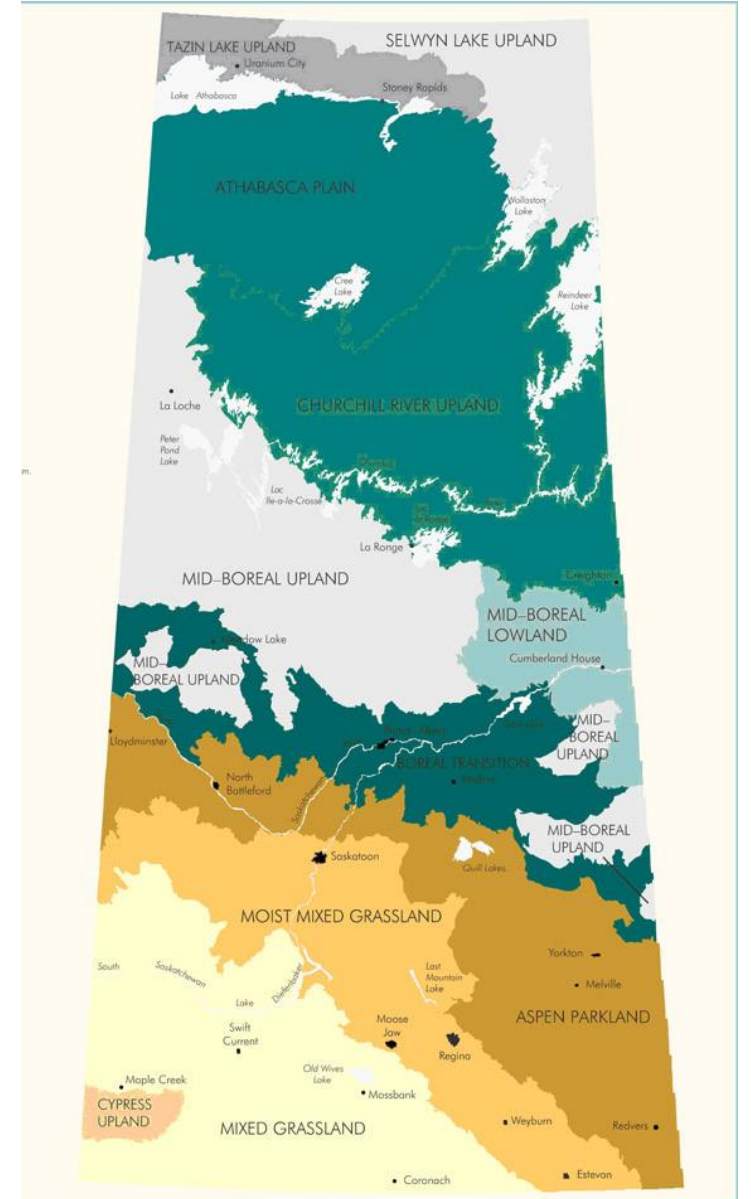 SELWYN LAKE UPLAND
TAZIN LAKE UPLAND
Uranium City
Stoney Rapids
Lake Athabasca
ATHABASCA PLAIN
Wollaston
Lake
Cree
Lake
Reindeer
Lake
CHURCHILL RIVER UPLAND
La Loche
Peter
Pond
Lake
m.
Lac
Ile-a-la-Crosse
La Ronge
Creighton
MID–BOREAL UPLAND
MID–BOREAL
LOWLAND
Cumberland House
Meadow Lake
MID–
BOREAL UPLAND
MID–
BOREAL
UPLAND
Lloydminster
BOREAL TRANSITION
North
Battleford
Saskatchewan
MID–BOREAL
UPLAND
Saskatoon
Quill Lakes
MOIST MIXED GRASSLAND
Yorkton
Melville
South
Saskatchewan
Lake
Diefenbaker
Last
Mountain
Lake
ASPEN PARKLAND
Moose
Jaw
Regina
Swift
Current
Old Wives
Lake
Maple Creek
Mossbank
CYPRESS
UPLAND
MIXED GRASSLAND
Weyburn
Redvers
Estevan
Coronach